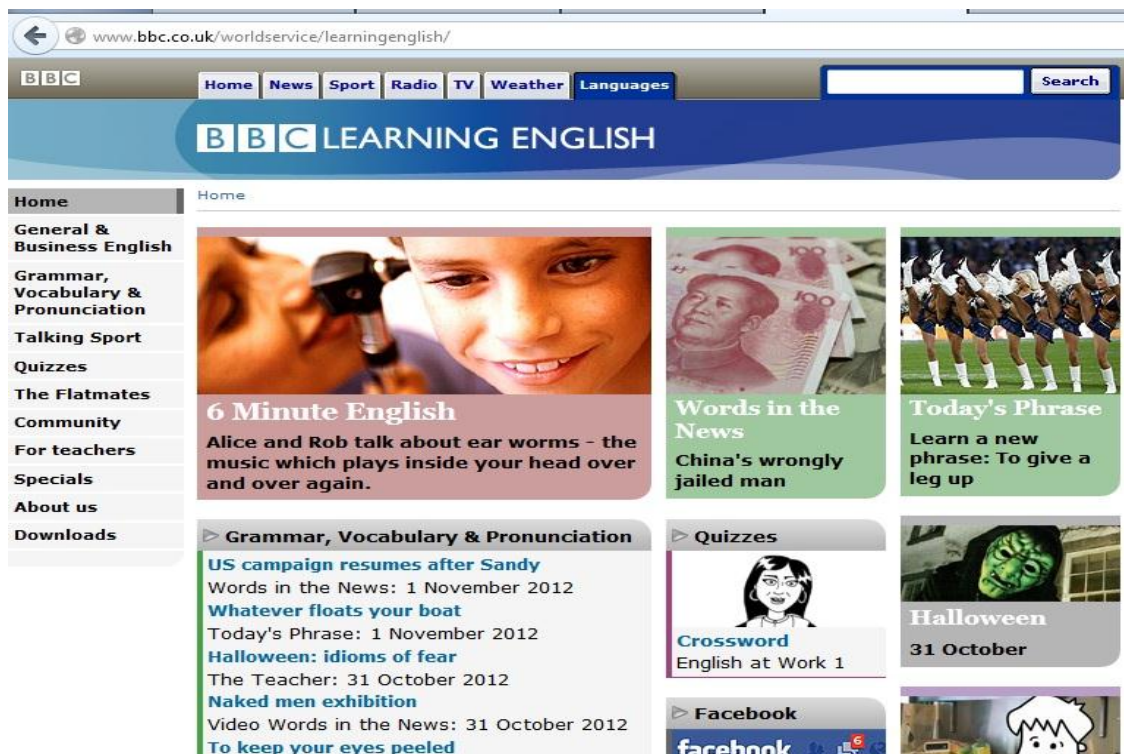 www.bbc.co.uk/worldservice/learningenglish/
BBC
Home News Sport Radio TV Weather Languages
Search
BBC LEARNING ENGLISH
Home
General &
Business English
Grammar,
Vocabulary &
Pronunciation
Talking Sport
Quizzes
The Flatmates
Community
For teachers
Specials
About us
Downloads
Home
6 Minute English
Alice and Rob talk about ear worms - the
music which plays inside your head over
and over again.
100
100
Words in the
News
China's wrongly
jailed man
Today's Phrase
Learn a new
phrase: To give a
leg up
Grammar, Vocabulary & Pronunciation
US campaign resumes after Sandy
Words in the News: 1 November 2012
Whatever floats your boat
Today's Phrase: 1 November 2012
Halloween: idioms of fear
The Teacher: 31 October 2012
Naked men exhibition
Video Words in the News: 31 October 2012
To keep your eyes peeled
Quizzes
Crossword
English at Work 1
Facebook
facebook 6
Halloween
31 October